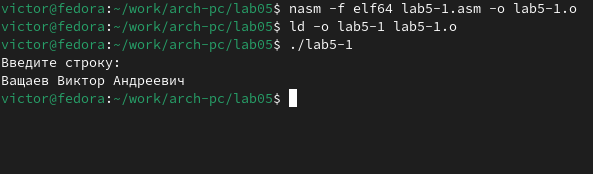 victor@fedora:~/work/arch-pc/lab05$ nasm -f elf64 lab5-1.asm -o lab5-1.o
victor@fedora:~/work/arch-pc/lab05$ ld -o lab5-1 lab5-1.o
victor@fedora:~/work/arch-pc/lab05$ ./lab5-1
Введите строку:
Ващаев Виктор Андреевич
victor@fedora:~/work/arch-pc/lab05$